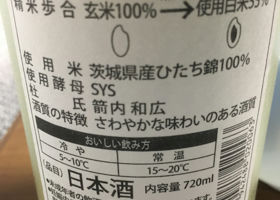 精米歩合 玄米100% → 使用白米55%
使用米 茨城県産ひたち錦100%
使用酵母 SYS
杜氏 箭内和広
酒質の特徴 さわやかな味わいのある酒質
おいしい飲み方
冷や 常温
5~10℃ 15~20℃
(品目) 日本酒 内容量 720ml